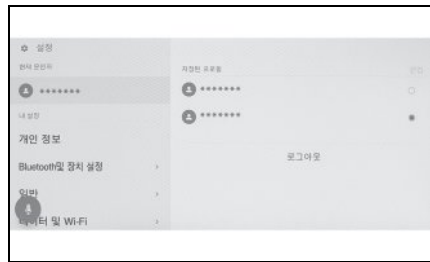 설정
현재 운전자
*******
내 설정
개인 정보
Bluetooth및 장치 설정
일반
데이터 및 Wi-Fi
저장된 프로필
*******
*******
로그아웃